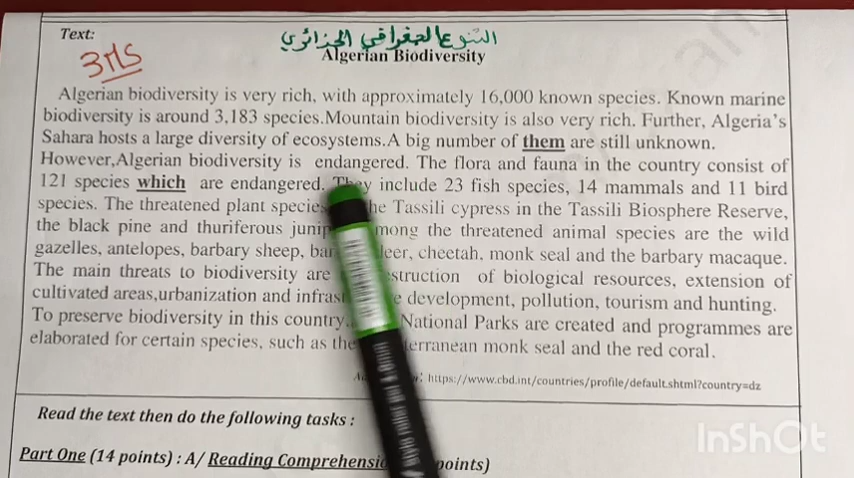 Text:
3MS
التنوع الجغرافي الجزائري
Algerian Biodiversity
Algerian biodiversity is very rich, with approximately 16,000 known species. Known marine
biodiversity is around 3,183 species.Mountain biodiversity is also very rich. Further, Algeria's
Sahara hosts a large diversity of ecosystems.A big number of them are still unknown.
However,Algerian biodiversity is endangered. The flora and fauna in the country consist of
121 species which are endangered. They include 23 fish species, 14 mammals and 11 bird
species. The threatened plant species he Tassili cypress in the Tassili Biosphere Reserve,
the black pine and thuriferous junip mong the threatened animal species are the wild
gazelles, antelopes, barbary sheep, bar deer, cheetah, monk seal and the barbary macaque.
The main threats to biodiversity are struction of biological resources, extension of
cultivated areas,urbanization and infrast e development, pollution, tourism and hunting.
To preserve biodiversity in this country, National Parks are created and programmes are
elaborated for certain species, such as the terranean monk seal and the red coral.
https://www.cbd.int/countries/profile/default.shtml?country=dz
Read the text then do the following tasks :
Part One (14 points) : A/ Reading Comprehensio points)
InShOt